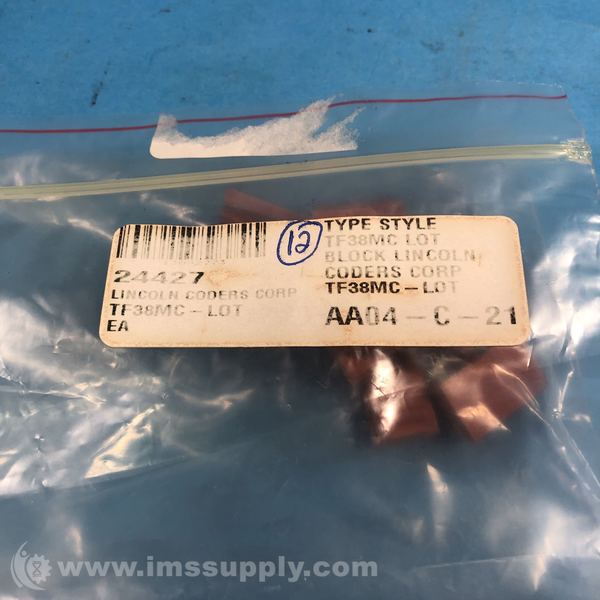 24427
LINCOLN CODERS CORP
TF38MC-LOT
EA
12
TYPE STYLE
TF38MC LOT
BLOCK LINCOLN
CODERS CORP
TF38MC-LOT
AA04-C-21
www.imssupply.com